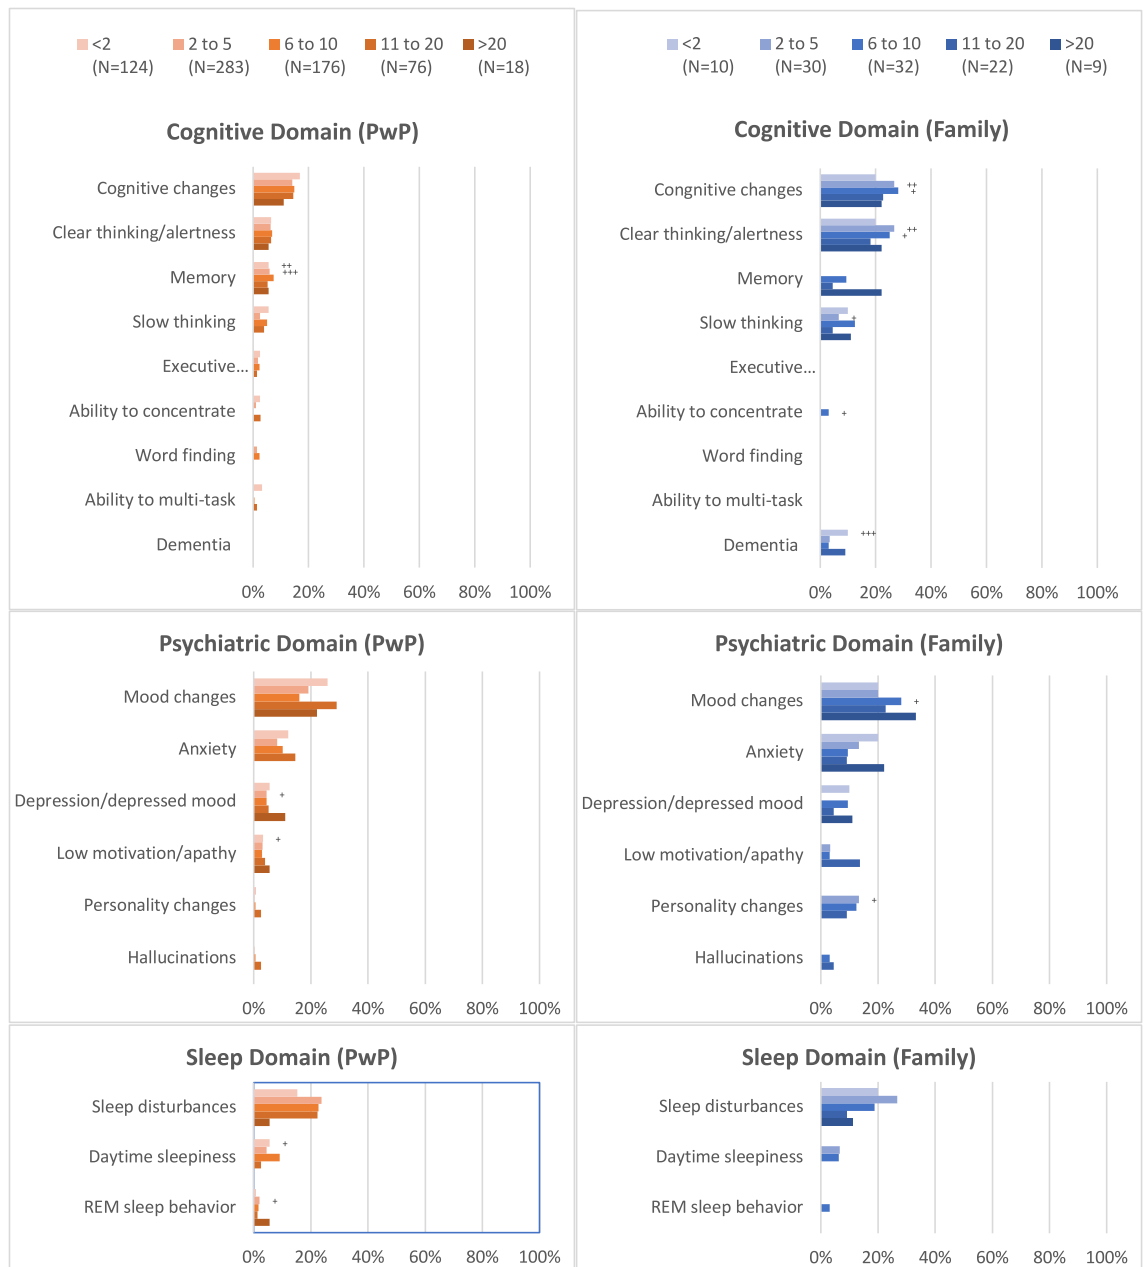 <2 2 to 5 6 to 10 11 to 20 >20
(N=124) (N=283) (N=176) (N=76) (N=18)
Cognitive Domain (PwP)
Cognitive changes
Clear thinking/alertness
Memory ++
+++
Slow thinking
Executive...
Ability to concentrate
Word finding
Ability to multi-task
Dementia
0% 20% 40% 60% 80% 100%
<2 2 to 5 6 to 10 11 to 20 >20
(N=10) (N=30) (N=32) (N=22) (N=9)
Cognitive Domain (Family)
Congnitive changes ++
+
Clear thinking/alertness ++
+
Memory
Slow thinking +
Executive...
Ability to concentrate +
Word finding
Ability to multi-task
Dementia +++
0% 20% 40% 60% 80% 100%
Psychiatric Domain (PwP)
Mood changes
Anxiety
Depression/depressed mood +
Low motivation/apathy +
Personality changes
Hallucinations
0% 20% 40% 60% 80% 100%
Psychiatric Domain (Family)
Mood changes +
Anxiety
Depression/depressed mood
Low motivation/apathy
Personality changes +
Hallucinations
0% 20% 40% 60% 80% 100%
Sleep Domain (PwP)
Sleep disturbances
Daytime sleepiness +
REM sleep behavior +
0% 20% 40% 60% 80% 100%
Sleep Domain (Family)
Sleep disturbances
Daytime sleepiness
REM sleep behavior
0% 20% 40% 60% 80% 100%